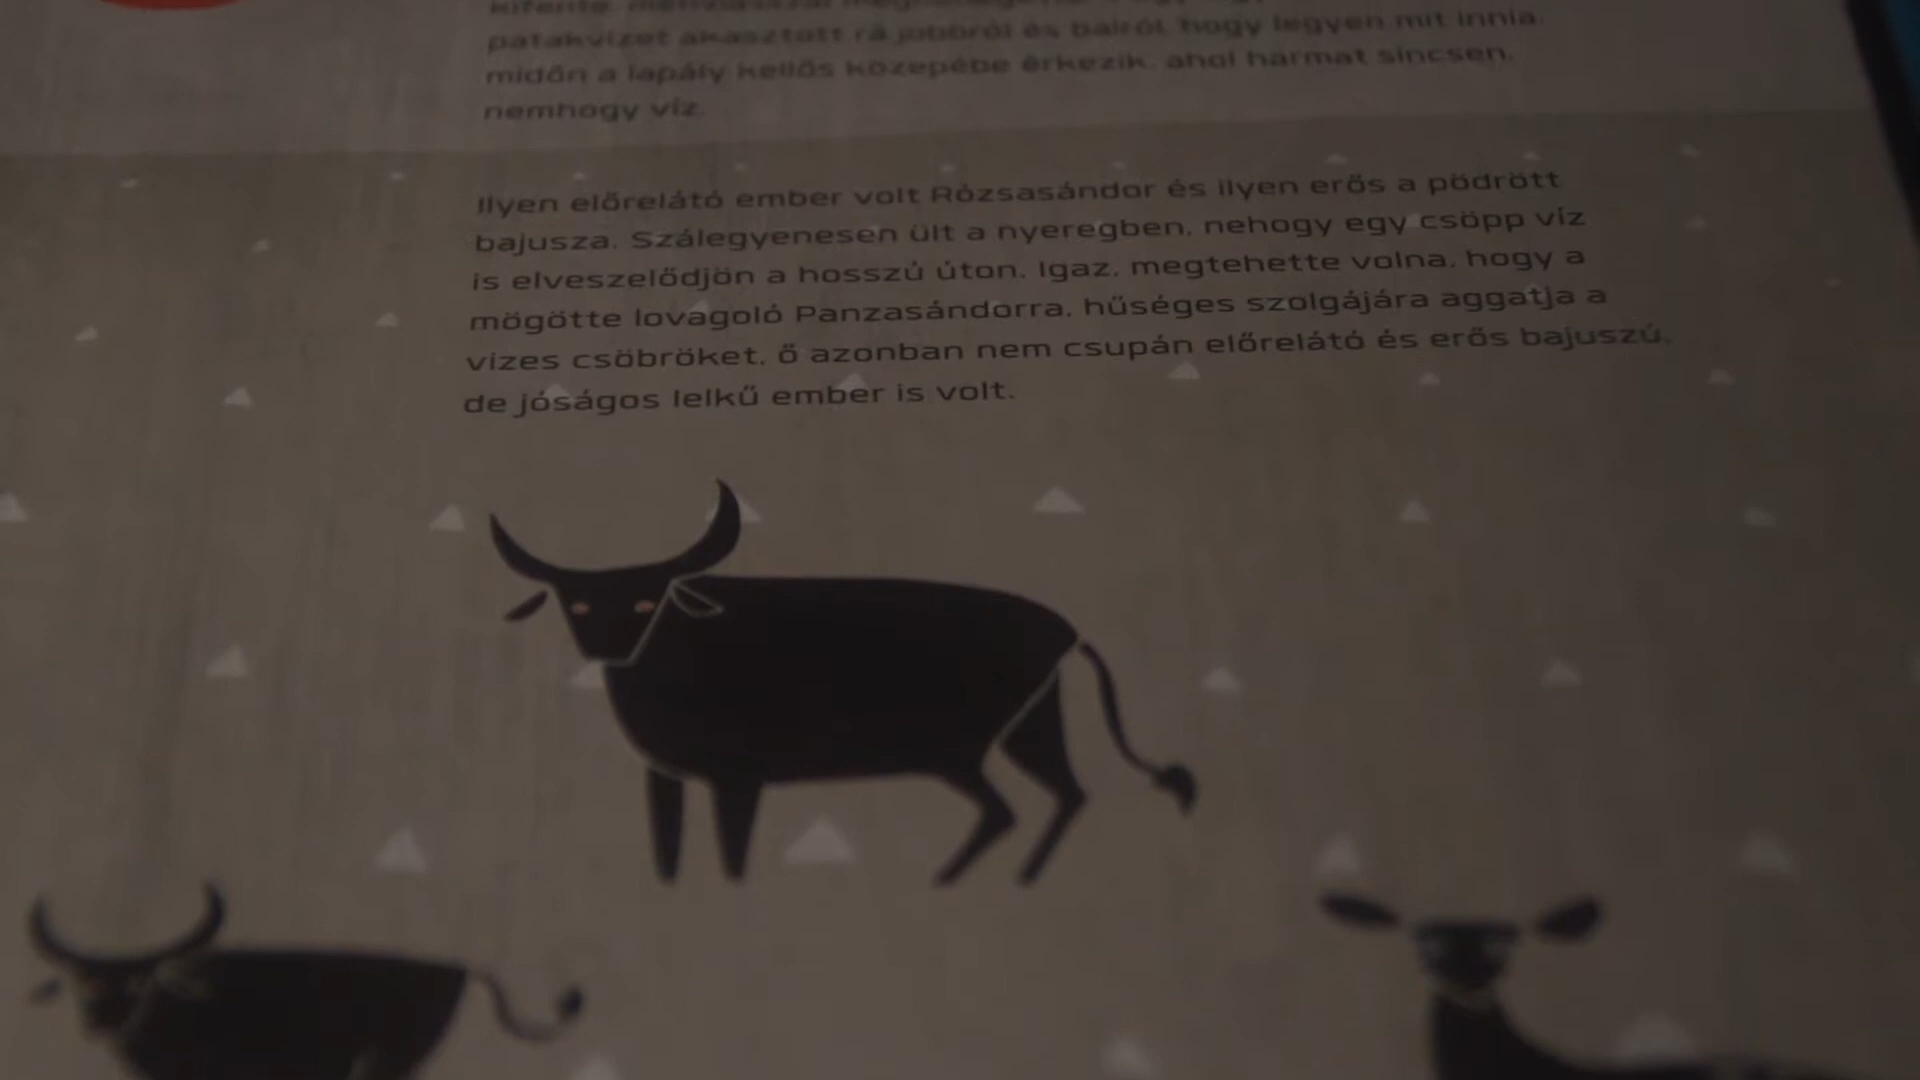 patakvizet akasztott rá jobbról és balról, hogy legyen mit innia,
midőn a lapály kellős közepébe érkezik, ahol harmat sincsen,
nemhogy víz.
Ilyen előrelátó ember volt Rózsasándor és ilyen erős a pödrött
bajusza. Szálegyenesen ült a nyeregben, nehogy egy csöpp víz
is elveszelődjön a hosszú úton. Igaz, megtehette volna, hogy a
mögötte lovagoló Panzasándorra, hűséges szolgájára aggatja a
vizes csöbröket, ő azonban nem csupán előrelátó és erős bajuszú,
de jóságos lelkű ember is volt.